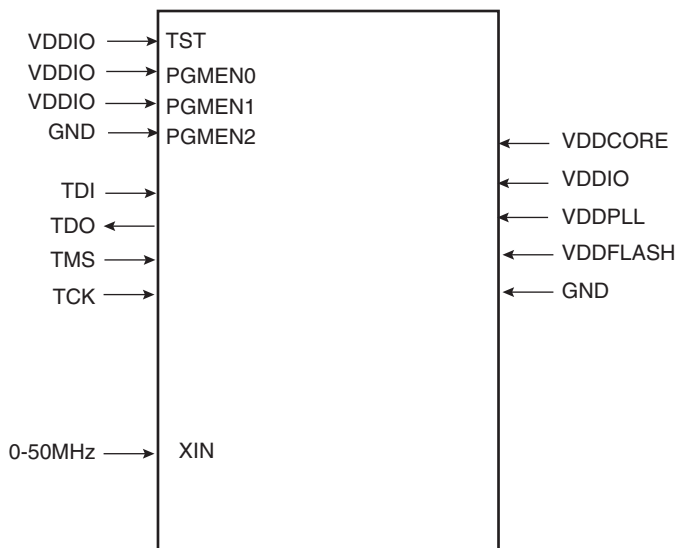 VDDIO TST
VDDIO PGMEN0
VDDIO PGMEN1
GND PGMEN2
VDDCORE
TDI VDDIO
TDO VDDPLL
TMS VDDFLASH
TCK GND
0-50MHz XIN